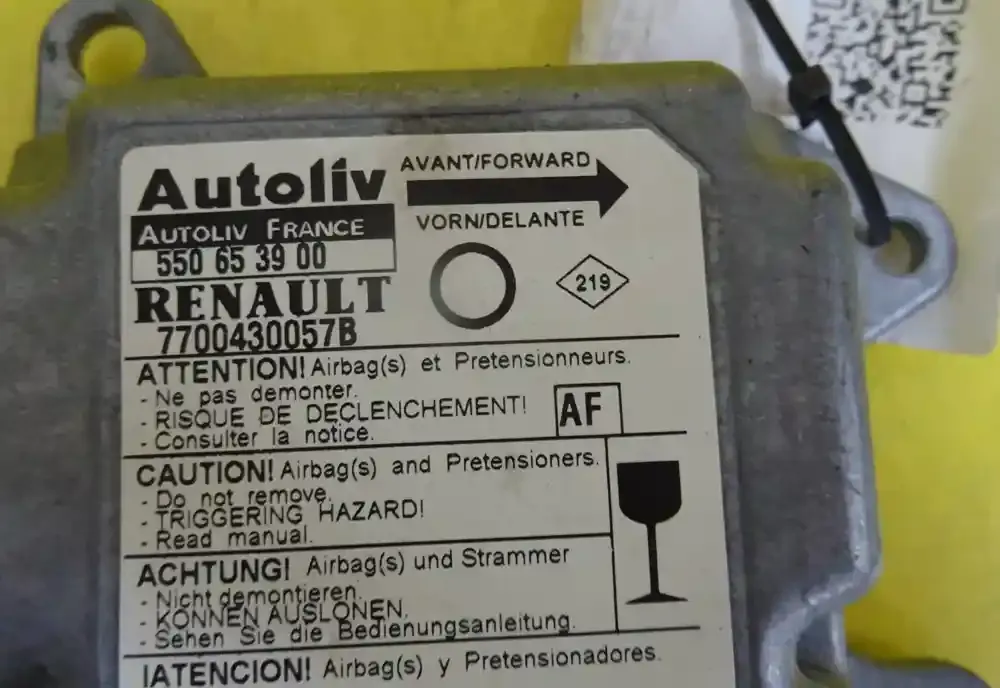 Autoliv
AUTOLIV FRANCE
550 65 39 00
RENAULT
7700430057B
AVANT/FORWARD
VORN/DELANTE
219
ATTENTION! Airbag(s) et Pretensionneurs.
- Ne pas demonter.
- RISQUE DE DECLENCHEMENT!
- Consulter la notice.
AF
CAUTION! Airbag(s) and Pretensioners.
- Do not remove.
- TRIGGERING HAZARD!
- Read manual.
ACHTUNG! Airbag(s) und Strammer
- Nicht demontieren.
- KONNEN AUSLONEN.
- Sehen Sie die Bedienungsanleitung.
!ATENCION! Airbag(s) y Pretensionadores.